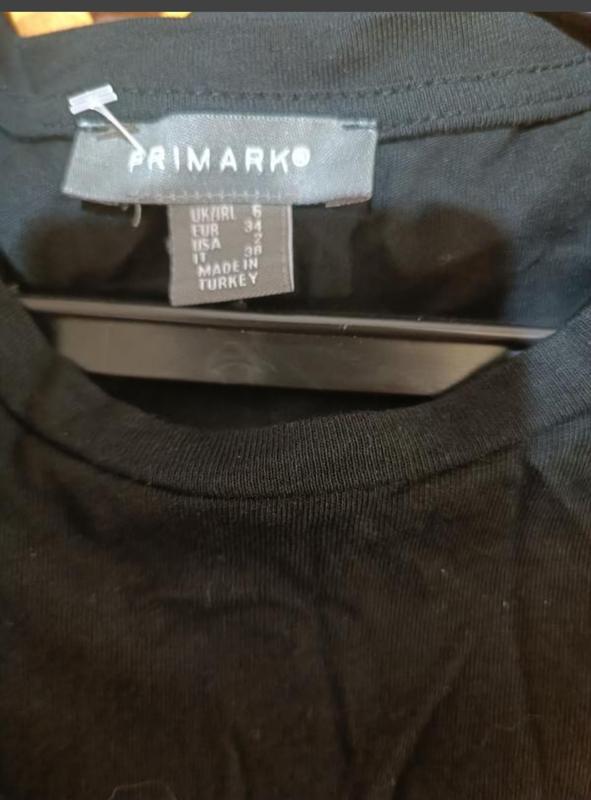 PRIMARK®
UK/IRL 6
EUR 34
USA 2
IT 38
MADE IN
TURKEY